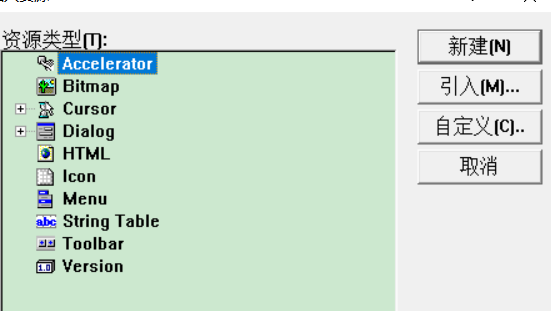 资源类型(T):
Accelerator
Bitmap
Cursor
Dialog
HTML
Icon
Menu
String Table
Toolbar
Version
新建(N)
引入(M)...
自定义(C)..
取消